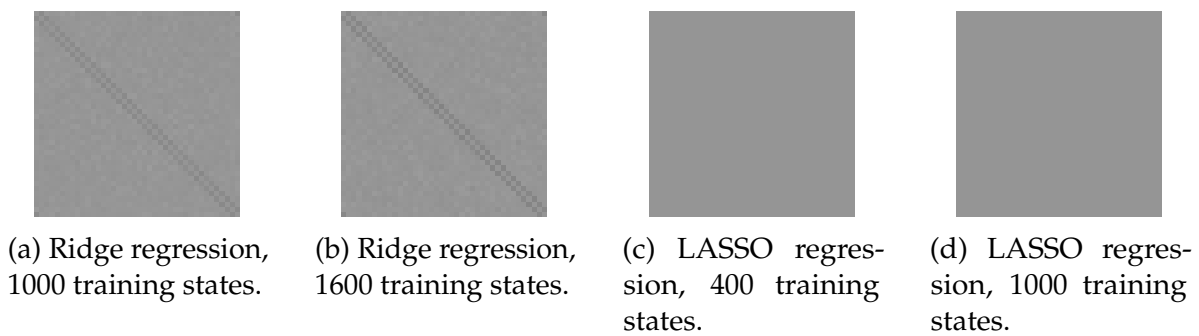 (a) Ridge regression,
1000 training states.
(b) Ridge regression,
1600 training states.
(c) LASSO regres-
sion, 400 training
states.
(d) LASSO regres-
sion, 1000 training
states.